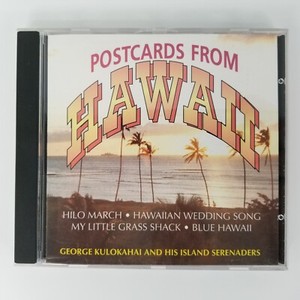 POSTCARDS FROM
HAWAII
HILO MARCH • HAWAIIAN WEDDING SONG
MY LITTLE GRASS SHACK • BLUE HAWAII
GEORGE KULOKAHAI AND HIS ISLAND SERENADERS